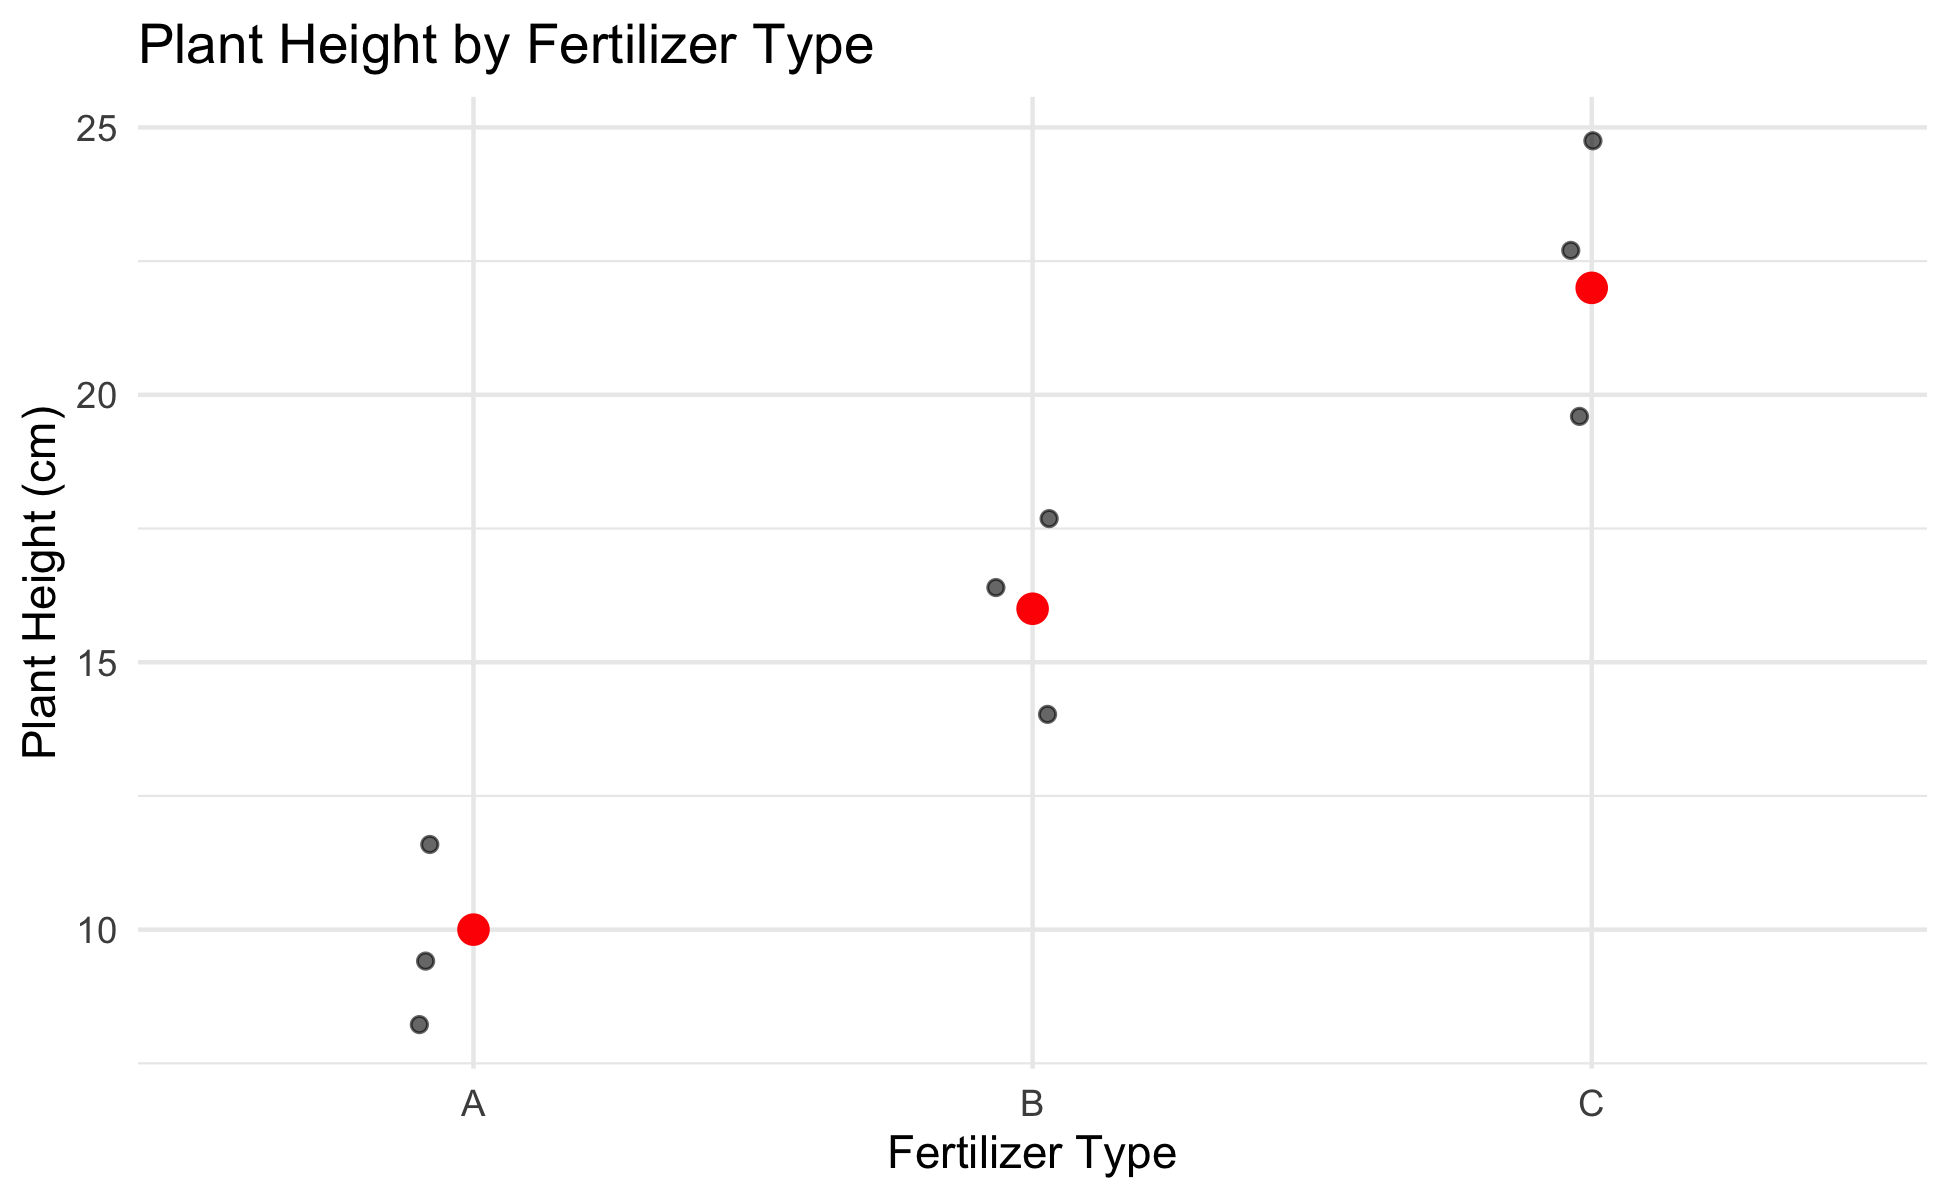 Plant Height by Fertilizer Type
25
20
15
10
Plant Height (cm)
A
B
C
Fertilizer Type